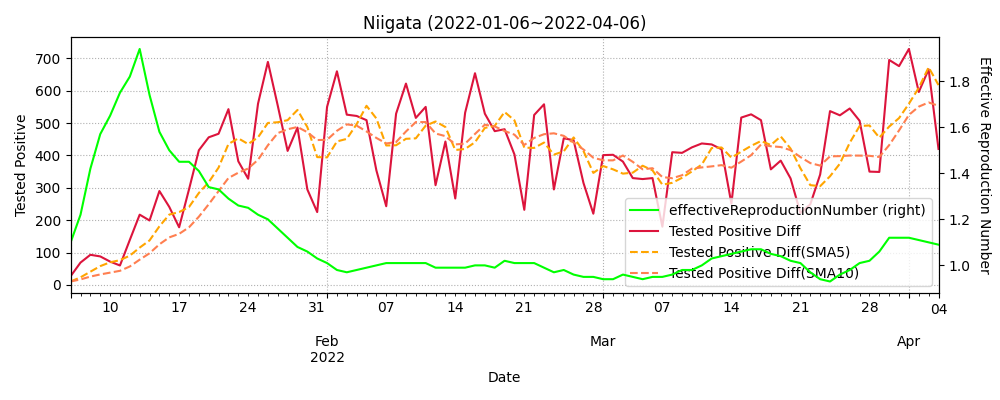 Niigata (2022-01-06~2022-04-06)
Tested Positive
700
600
500
400
300
200
100
0
Effective Reproduction Number
1.8
1.6
1.4
1.2
1.0
effectiveReproductionNumber (right)
Tested Positive Diff
Tested Positive Diff(SMA5)
Tested Positive Diff(SMA10)
10 17 24 31 07 14 21 28 07 14 21 28 04
Feb Mar Apr
2022
Date